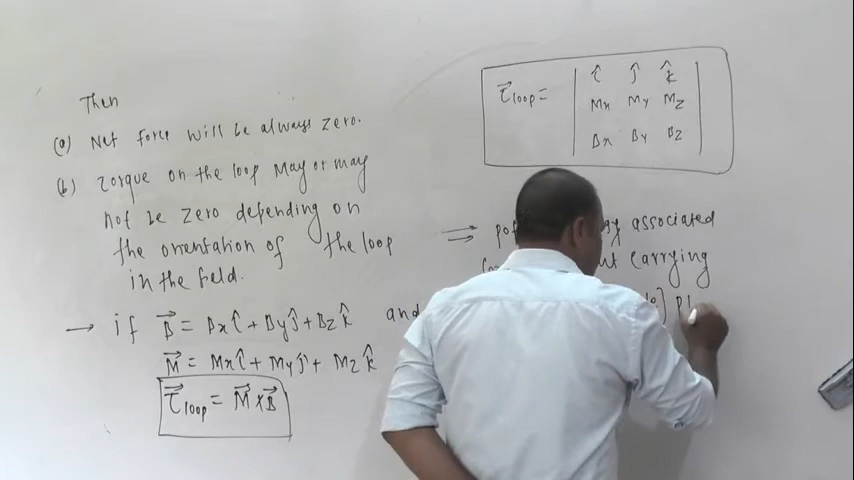 Then
(a) Net force will be always zero.
(b) Torque on the loop May or may
not be zero depending on
the orientation of the loop
in the field.
→ if B⃗ = Bx î + By ĵ + Bz k̂ and
M⃗ = Mx î + My ĵ + Mz k̂
τ⃗ loop = M⃗ × B⃗
τ⃗ loop = | î ĵ k̂ |
| Mx My Mz |
| Bx By Bz |
⇒ associated
carrying